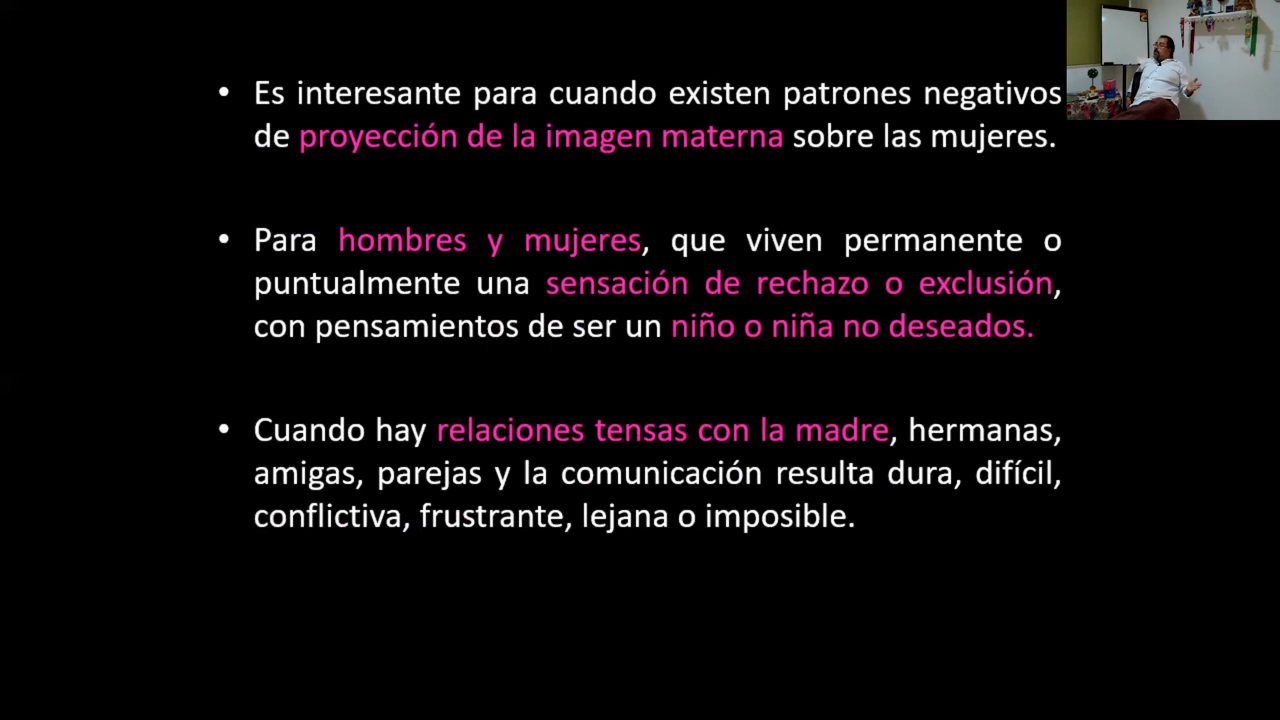 • Es interesante para cuando existen patrones negativos
de proyección de la imagen materna sobre las mujeres.
• Para hombres y mujeres, que viven permanente o
puntualmente una sensación de rechazo o exclusión,
con pensamientos de ser un niño o niña no deseados.
• Cuando hay relaciones tensas con la madre, hermanas,
amigas, parejas y la comunicación resulta dura, difícil,
conflictiva, frustrante, lejana o imposible.